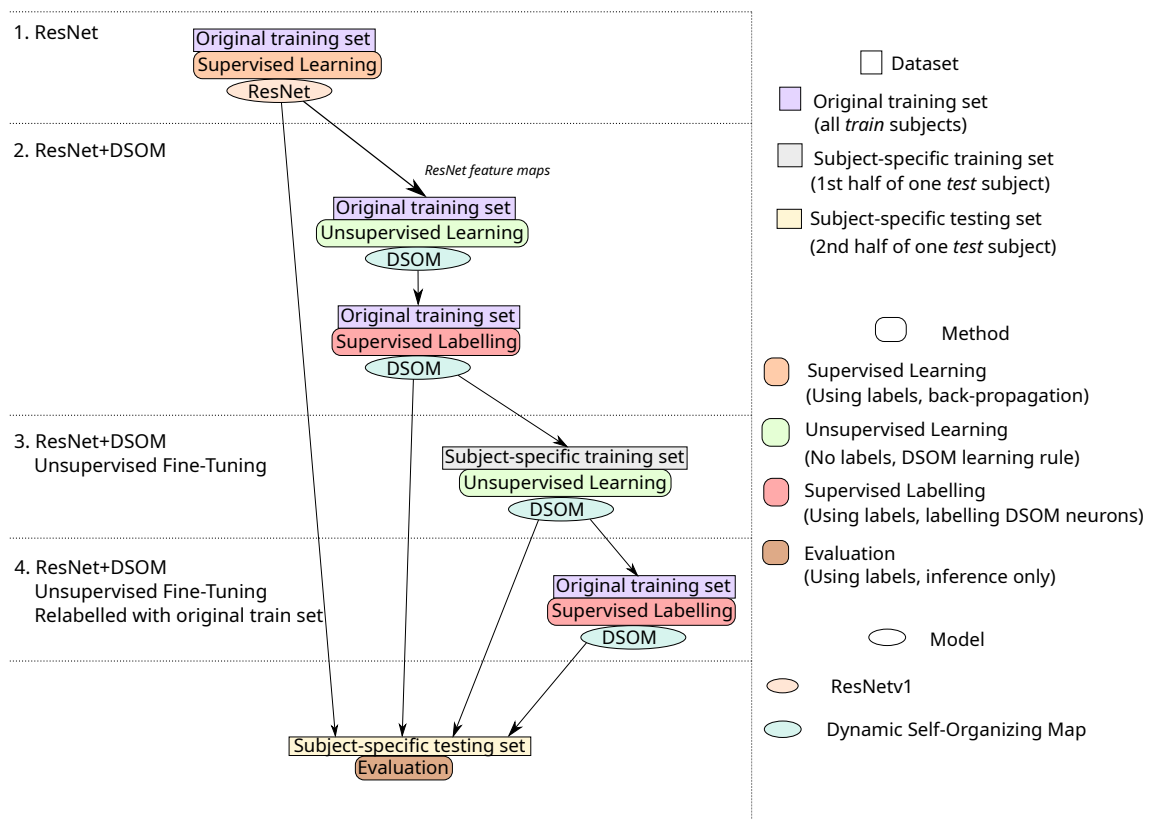 1. ResNet
Original training set
Supervised Learning
ResNet
2. ResNet+DSOM
ResNet feature maps
Original training set
Unsupervised Learning
DSOM
Original training set
Supervised Labelling
DSOM
3. ResNet+DSOM
Unsupervised Fine-Tuning
Subject-specific training set
Unsupervised Learning
DSOM
4. ResNet+DSOM
Unsupervised Fine-Tuning
Relabelled with original train set
Original training set
Supervised Labelling
DSOM
Subject-specific testing set
Evaluation
Dataset
Original training set
(all train subjects)
Subject-specific training set
(1st half of one test subject)
Subject-specific testing set
(2nd half of one test subject)
Method
Supervised Learning
(Using labels, back-propagation)
Unsupervised Learning
(No labels, DSOM learning rule)
Supervised Labelling
(Using labels, labelling DSOM neurons)
Evaluation
(Using labels, inference only)
Model
ResNetv1
Dynamic Self-Organizing Map